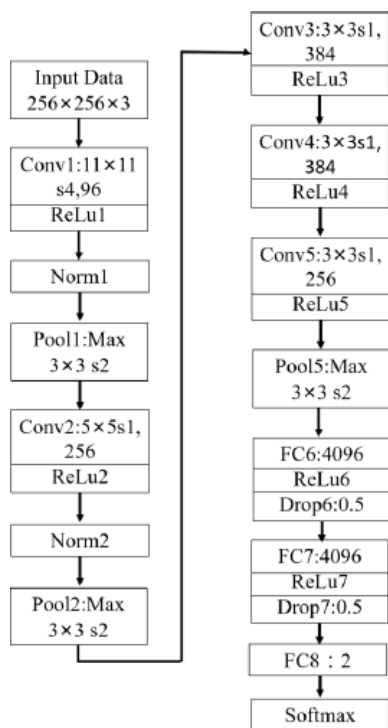 Input Data
256×256×3
Conv1:11×11
s4,96
ReLu1
Norm1
Pool1:Max
3×3 s2
Conv2:5×5s1,
256
ReLu2
Norm2
Pool2:Max
3×3 s2
Conv3:3×3s1,
384
ReLu3
Conv4:3×3s1,
384
ReLu4
Conv5:3×3s1,
256
ReLu5
Pool5:Max
3×3 s2
FC6:4096
ReLu6
Drop6:0.5
FC7:4096
ReLu7
Drop7:0.5
FC8：2
Softmax